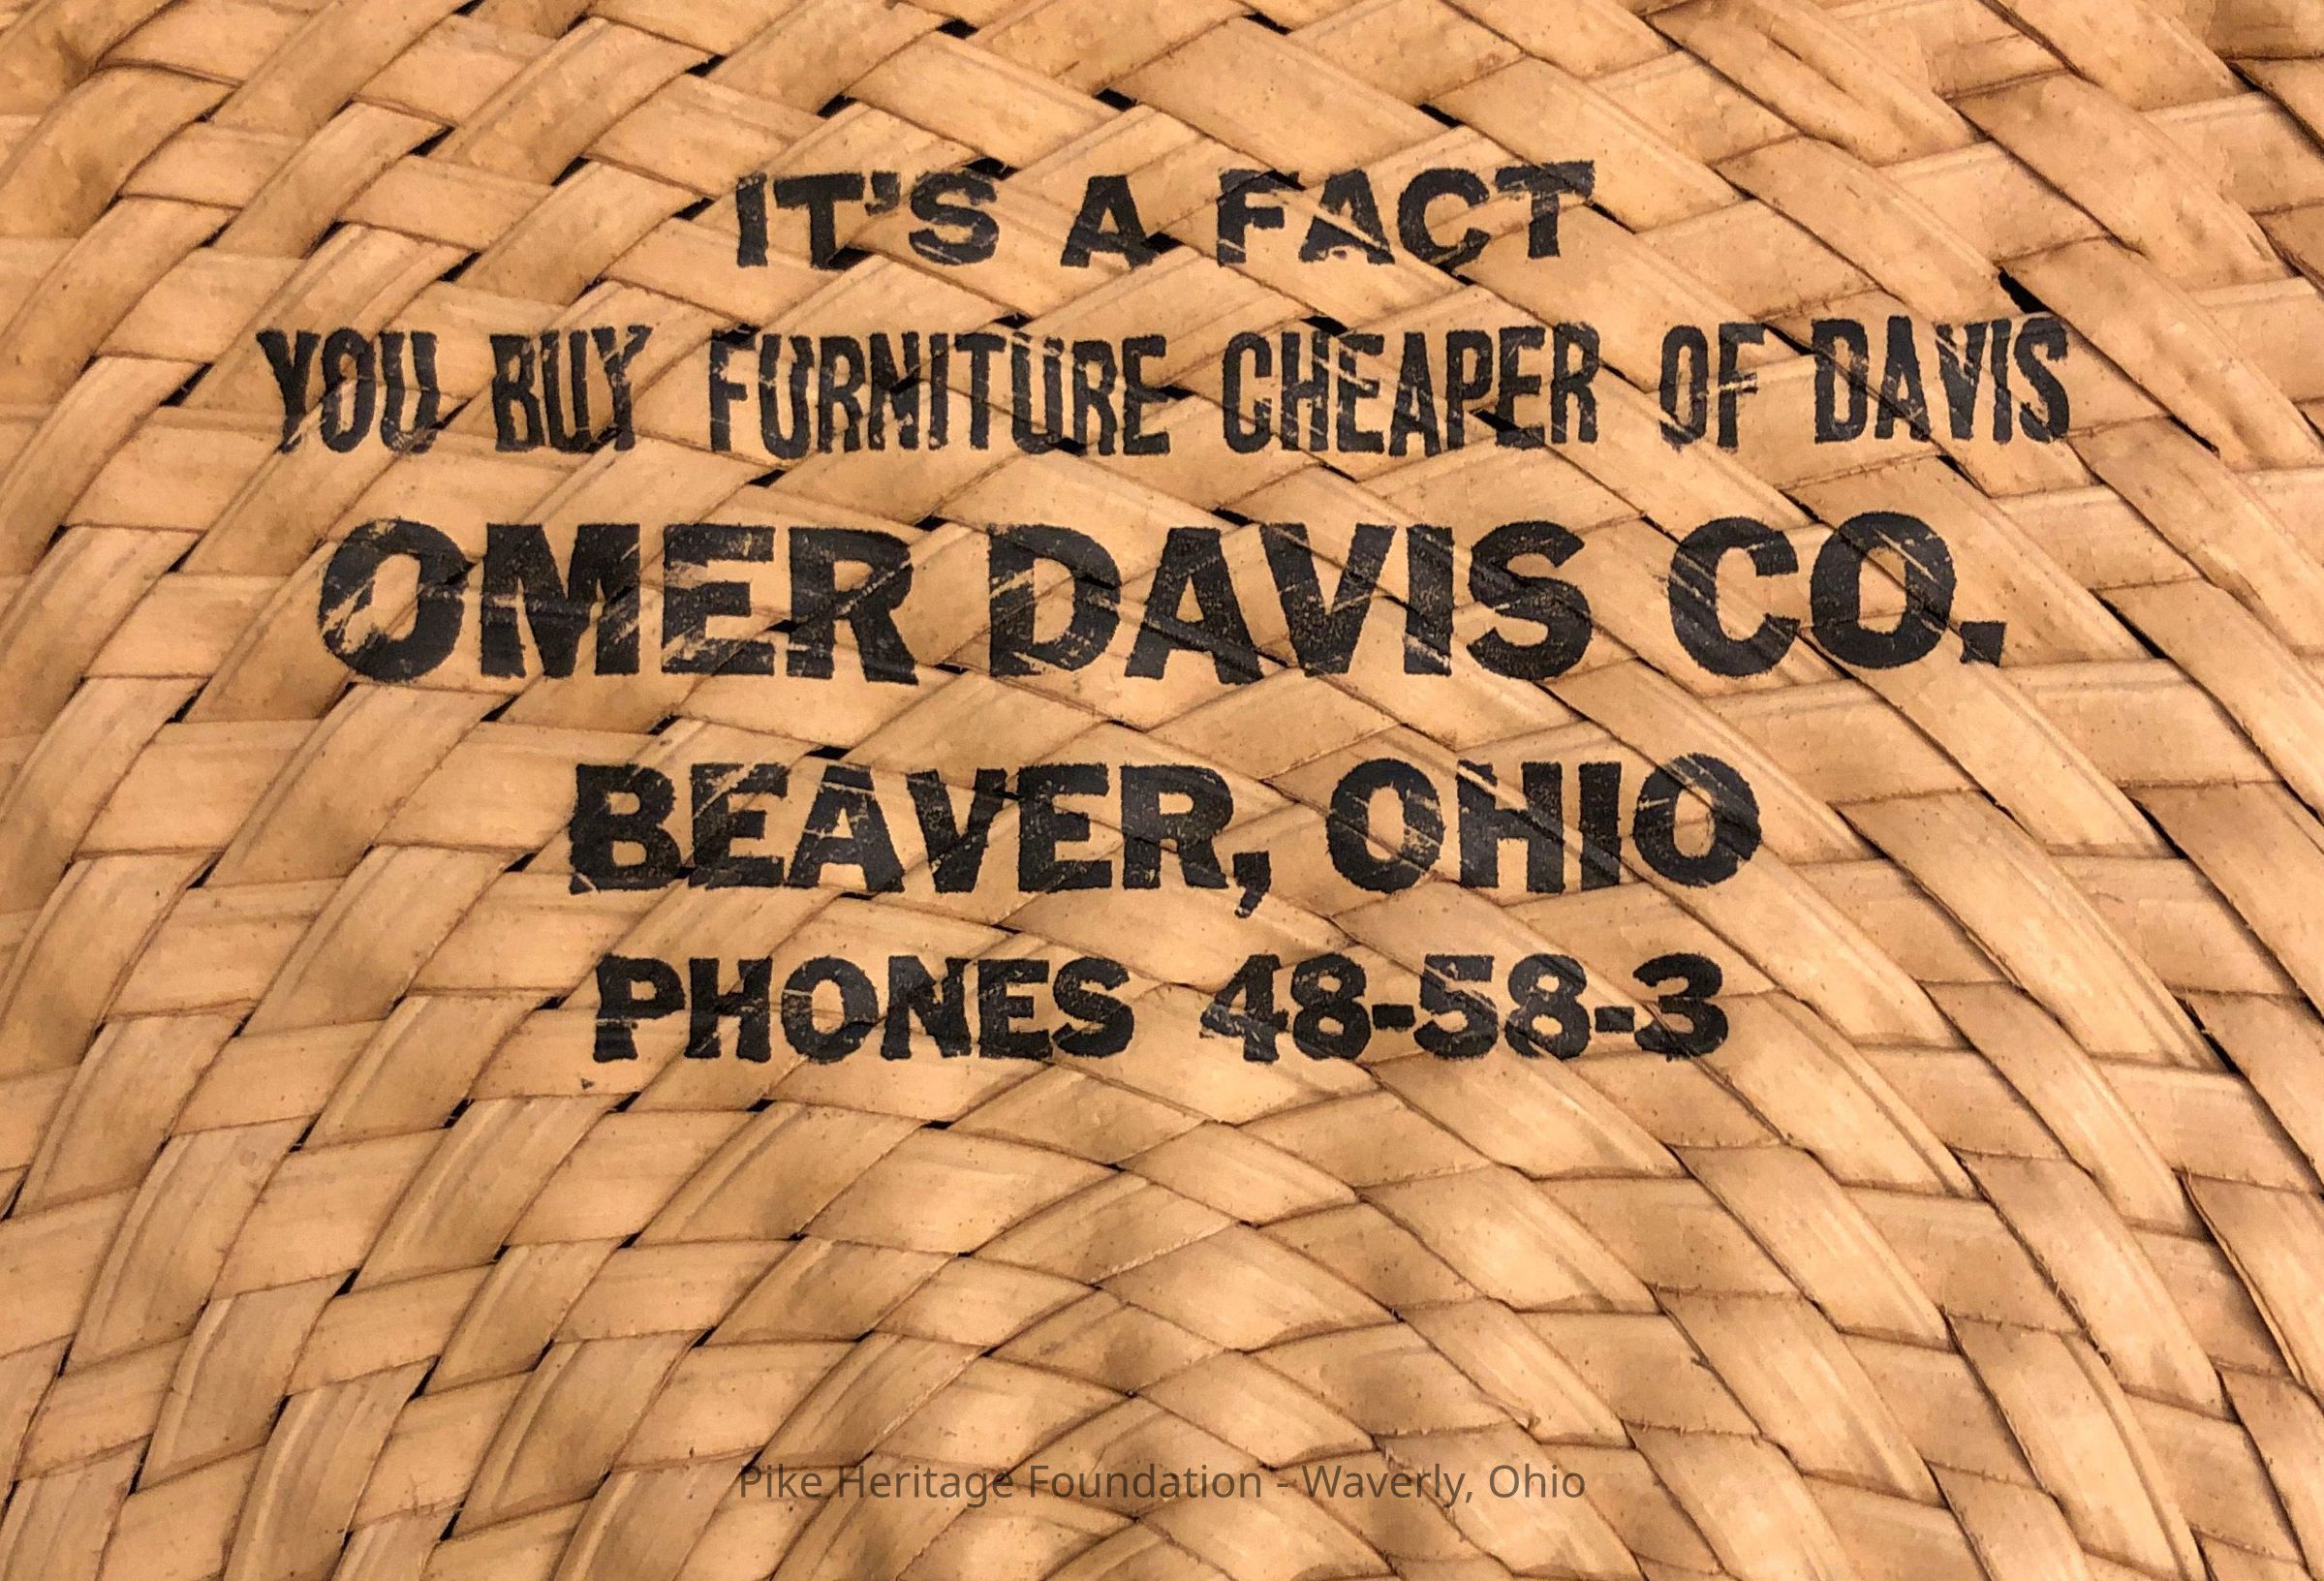 IT'S A FACT
YOU BUY FURNITURE CHEAPER OF DAVIS
OMER DAVIS CO.
BEAVER, OHIO
PHONES 48-58-3
Pike Heritage Foundation - Waverly, Ohio